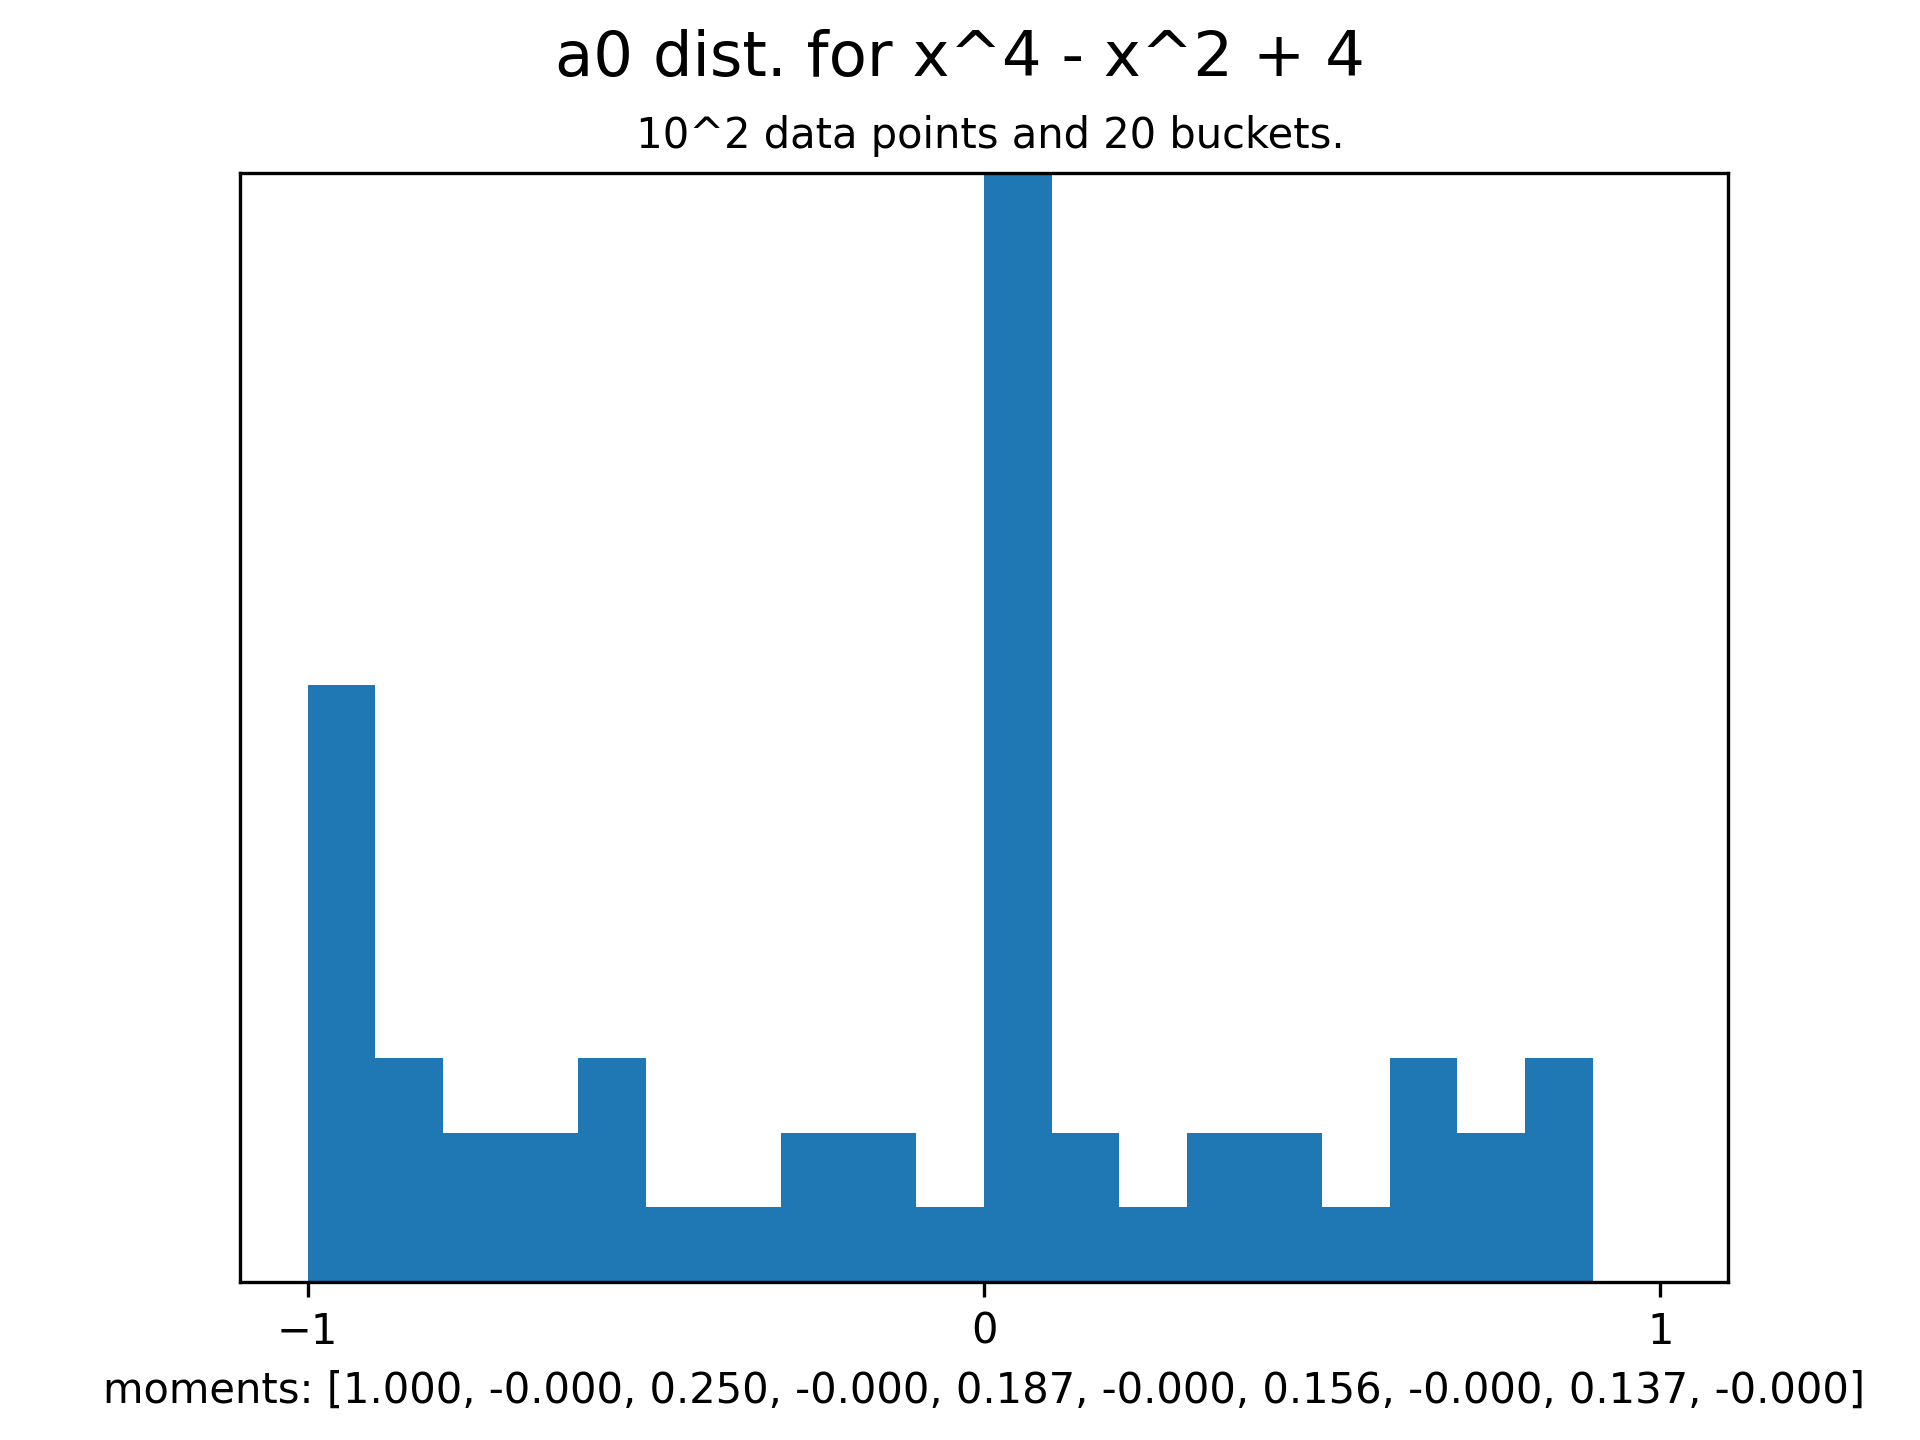 a0 dist. for x^4 - x^2 + 4
10^2 data points and 20 buckets.
−1 0 1
moments: [1.000, -0.000, 0.250, -0.000, 0.187, -0.000, 0.156, -0.000, 0.137, -0.000]